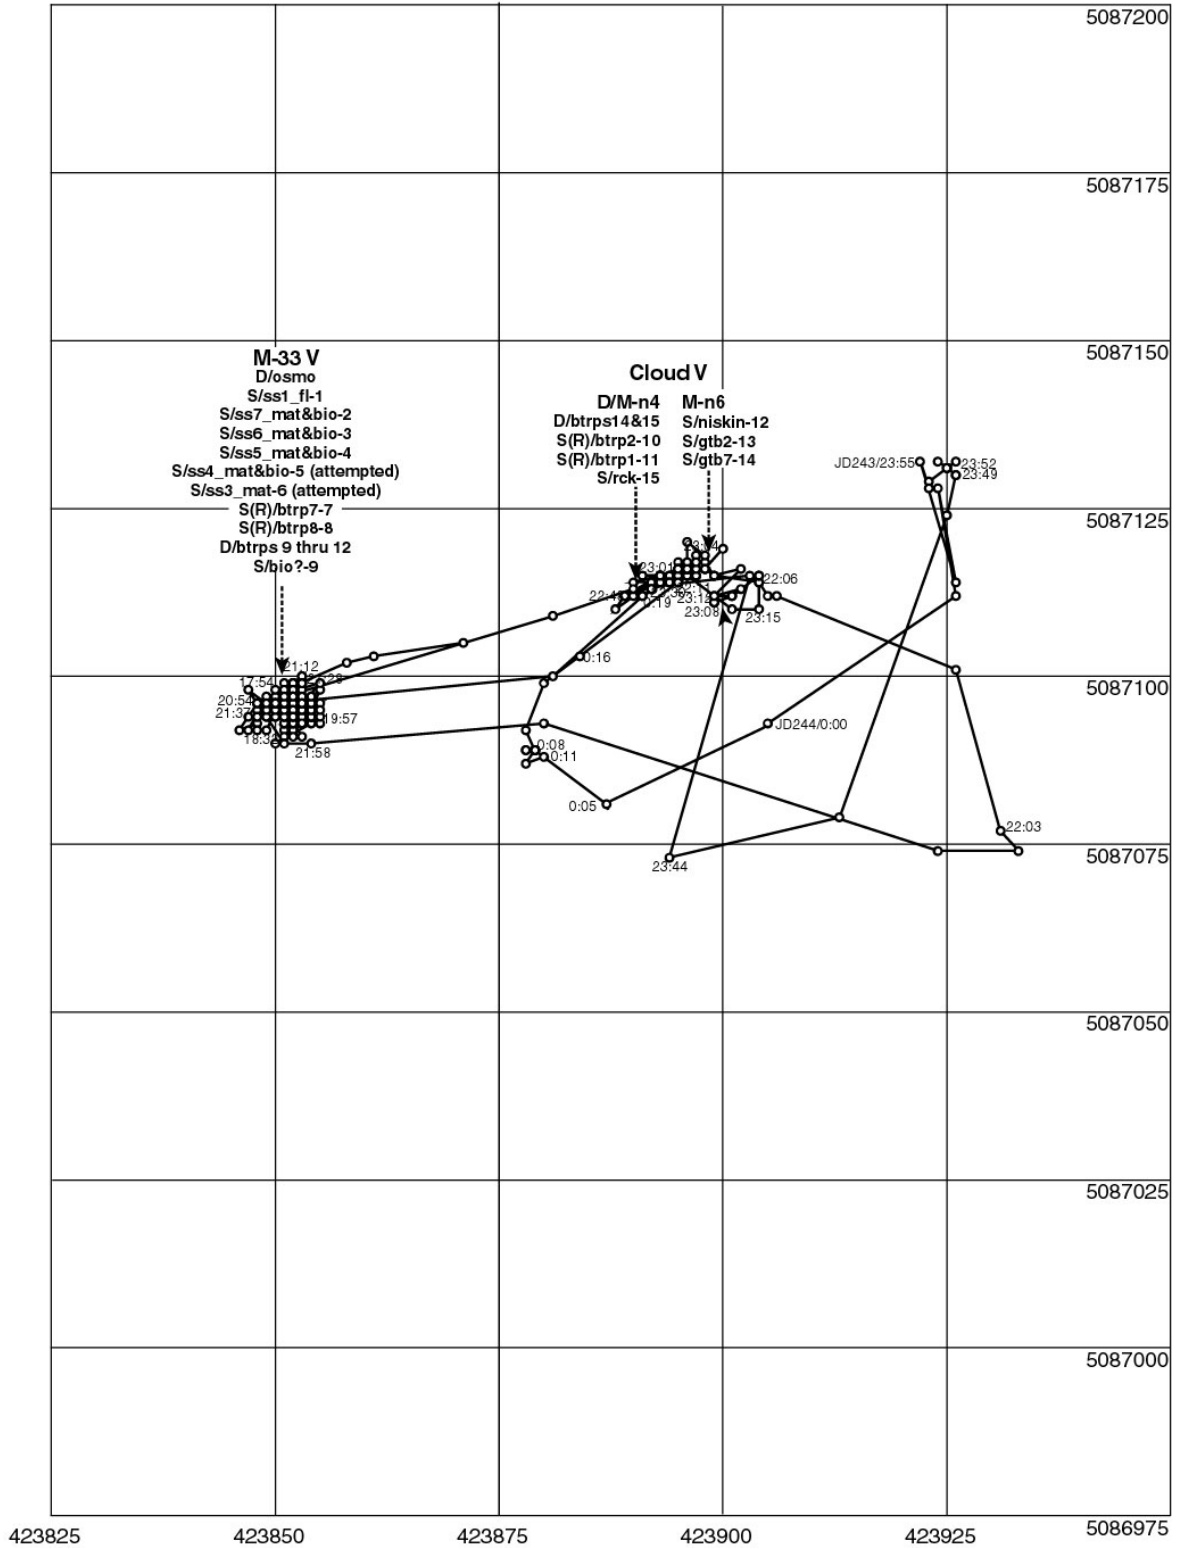 5087200
5087175
5087150
M-33 V
D/osmo
S/ss1_fl-1
S/ss7_mat&bio-2
S/ss6_mat&bio-3
S/ss5_mat&bio-4
S/ss4_mat&bio-5 (attempted)
S/ss3_mat-6 (attempted)
S(R)/btrp7-7
S(R)/btrp8-8
D/btrps 9 thru 12
S/bio?-9
Cloud V
D/M-n4
D/btrps14&15
S(R)/btrp2-10
S(R)/btrp1-11
S/rck-15
M-n6
S/niskin-12
S/gtb2-13
S/gtb7-14
JD243/23:55
23:52
23:49
5087125
23:01
22:06
23:08
23:15
0:16
21:12
17:54
5087100
20:54
21:37
19:57
21:58
JD244/0:00
0:08
0:11
0:05
22:03
5087075
23:44
5087050
5087025
5087000
5086975
423825
423850
423875
423900
423925